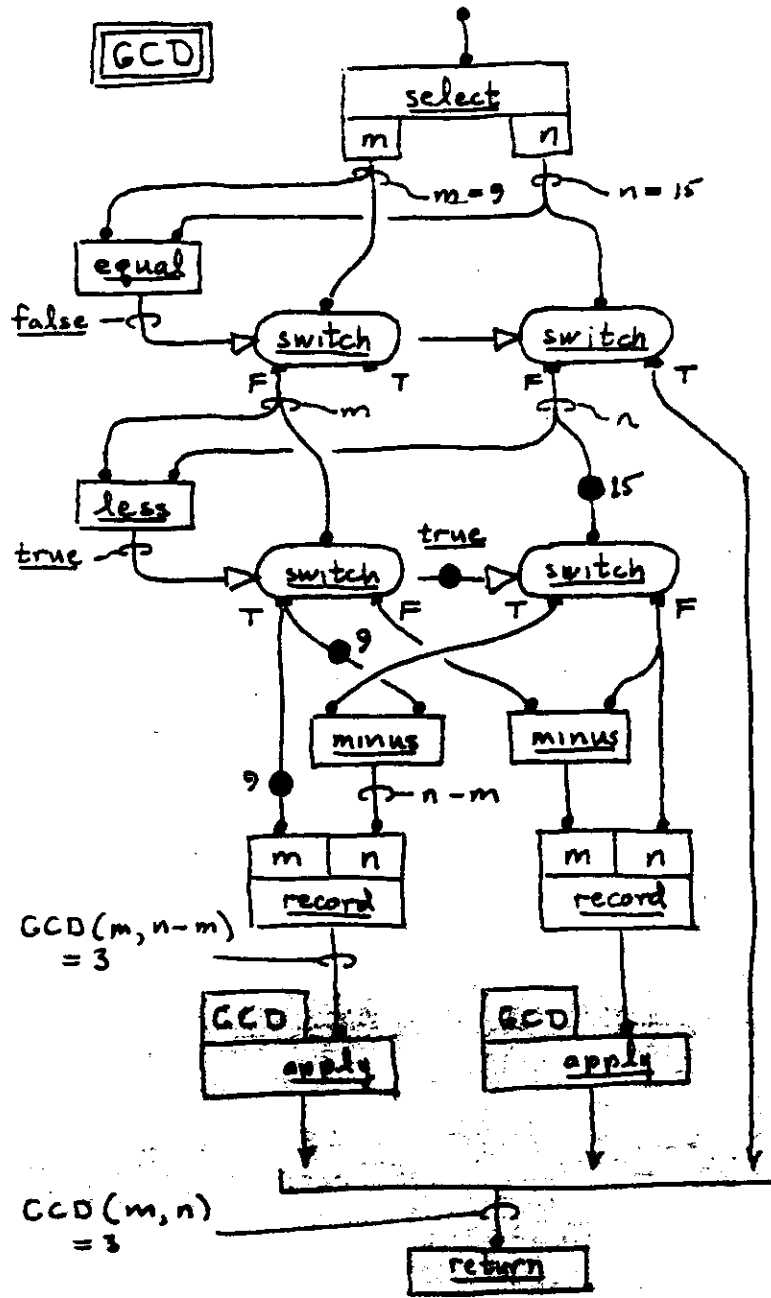 GCD
select
m n
m = 9 n = 15
equal
false
switch switch
F T F T
m n
less
15
true true
switch switch
T F T F
9
minus minus
9 n - m
m n m n
record record
GCD(m, n-m)
= 3
GCD GCD
apply apply
GCD(m, n)
= 3
return